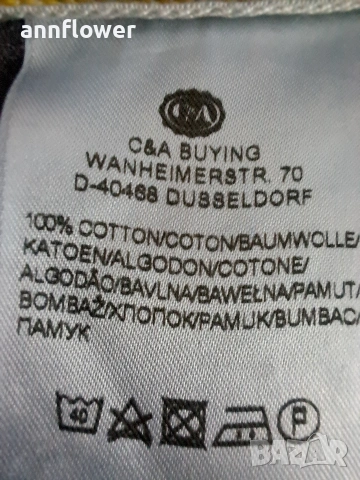 annflower
C&A
C&A BUYING
WANHEIMERSTR. 70
D-40468 DUSSELDORF
100% COTTON/COTON/BAUMWOLLE/
KATOEN/ALGODON/COTONE/
ALGODÃO/BAVLNA/BAWEŁNA/PAMUT/
BOMBAŽ/ХЛОПОК/PAMUK/BUMBAC/
ПАМУК
40
P
BAZAR